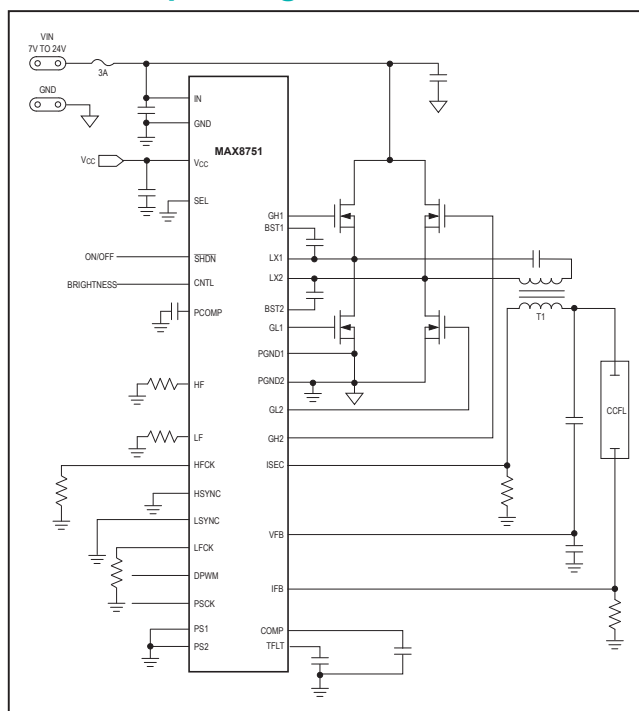 VIN
7V TO 24V
3A
GND
IN
GND
MAX8751
VCC
VCC
SEL
GH1
BST1
ON/OFF
SHDN
LX1
BRIGHTNESS
CNTL
LX2
PCOMP
BST2
T1
GL1
PGND1
HF
PGND2
GL2
CCFL
LF
GH2
HFCK
ISEC
HSYNC
LSYNC
VFB
LFCK
DPWM
IFB
PSCK
PS1
COMP
PS2
TFLT